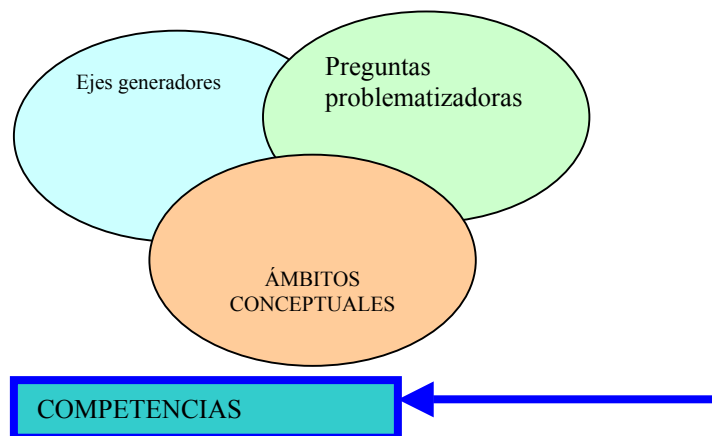 Ejes generadores
Preguntas
problematizadoras
ÁMBITOS
CONCEPTUALES
COMPETENCIAS